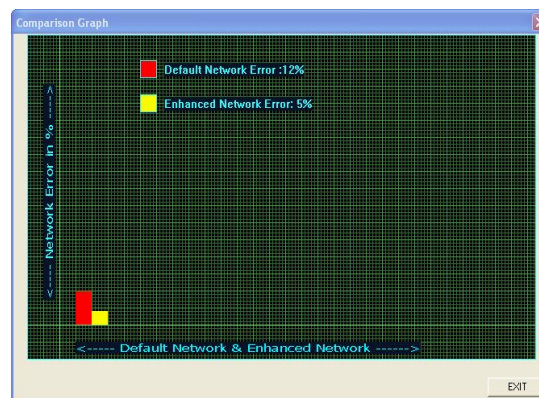 Comparison Graph
Default Network Error :12%
Enhanced Network Error: 5%
<----- Network Error in % ----->
<----- Default Network & Enhanced Network ------>
EXIT